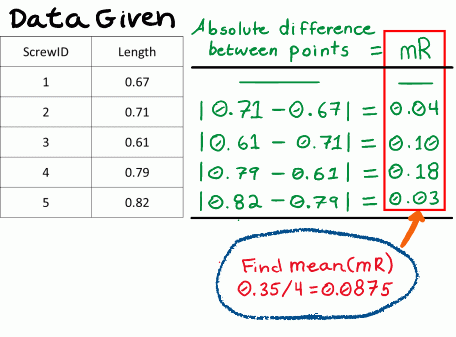 Data Given
ScrewID Length
1 0.67
2 0.71
3 0.61
4 0.79
5 0.82
Absolute difference
between points = mR
|0.71 - 0.67| = 0.04
|0.61 - 0.71| = 0.10
|0.79 - 0.61| = 0.18
|0.82 - 0.79| = 0.03
Find mean(mR)
0.35/4=0.0875